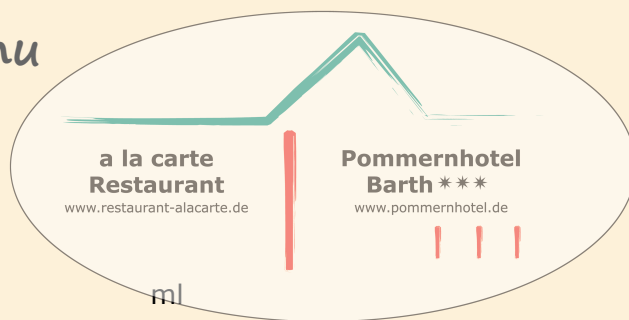 a la carte
Restaurant
www.restaurant-alacarte.de
Pommernhotel
Barth ✷✷✷
www.pommernhotel.de
ml